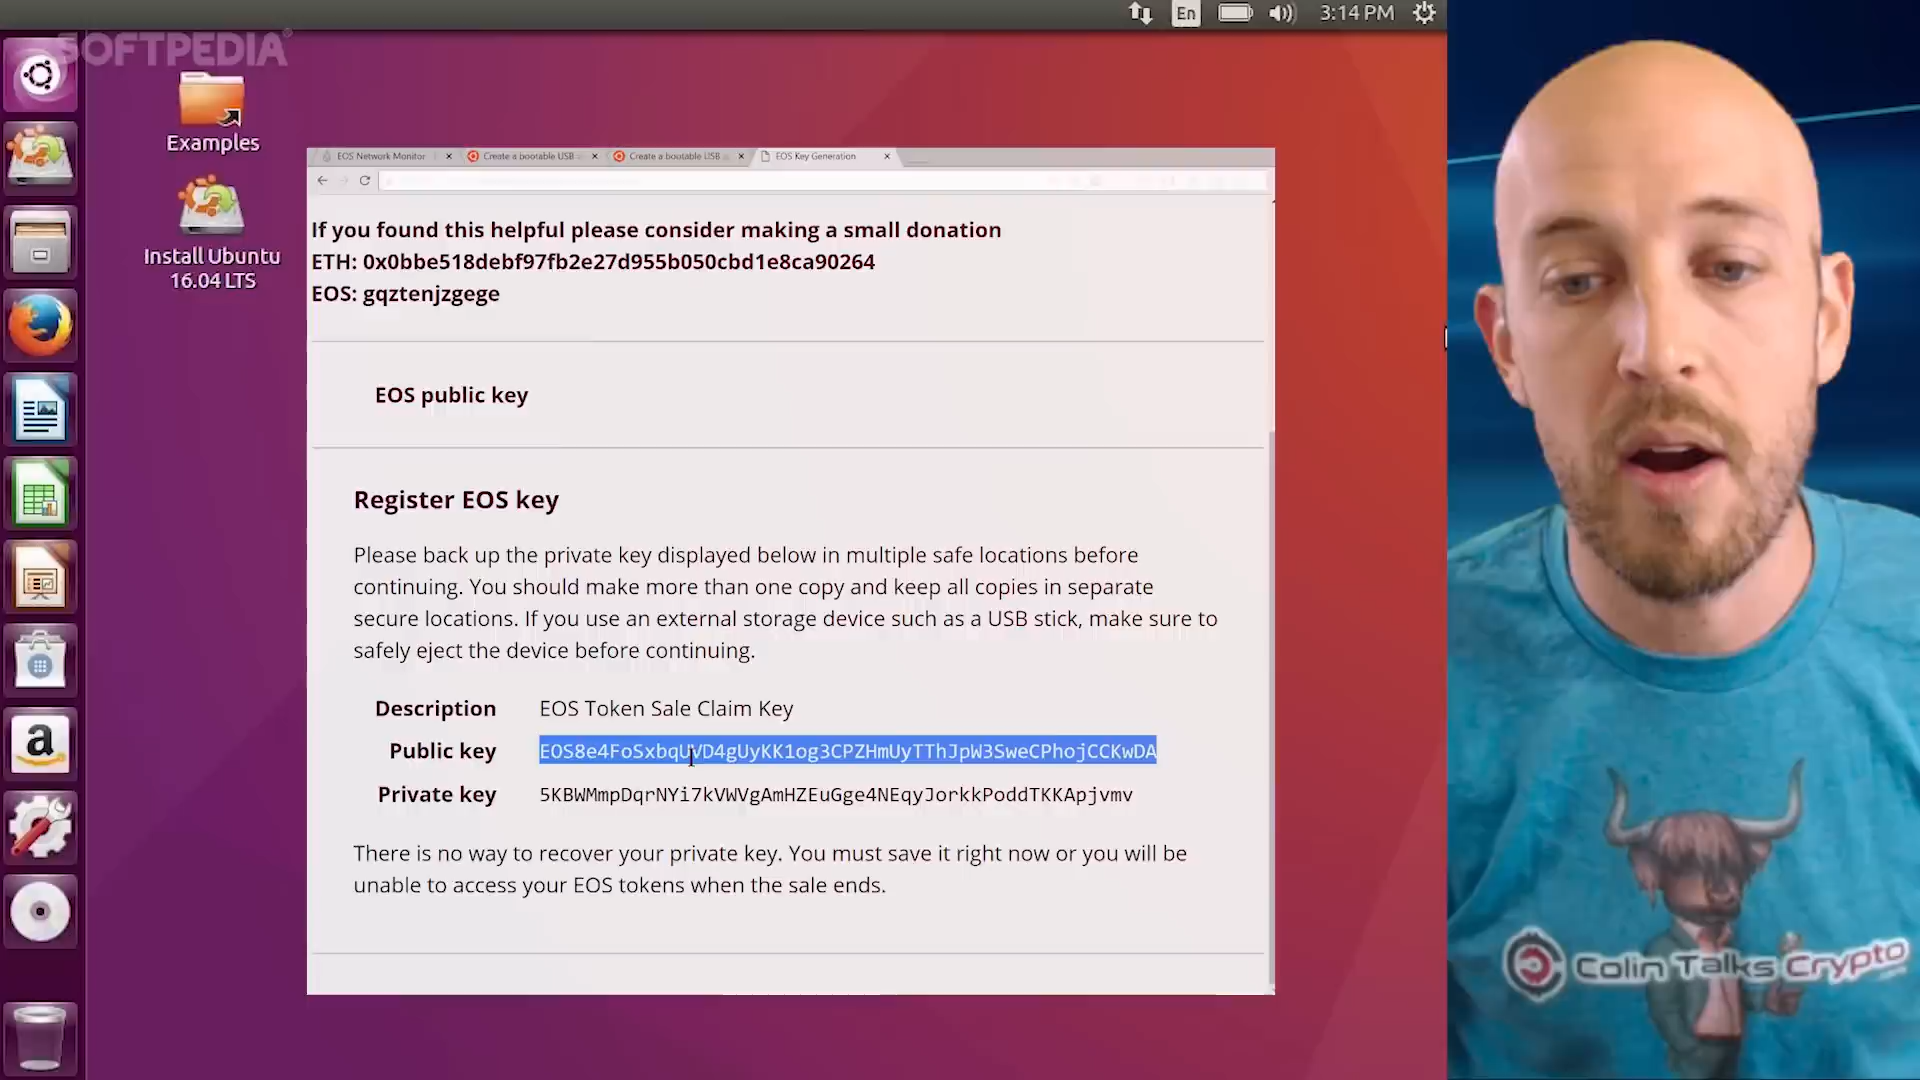 En
3:14 PM
SOFTPEDIA
Examples
Install Ubuntu
16.04 LTS
EOS Network Monitor
Create a bootable USB
Create a bootable USB
EOS Key Generation
If you found this helpful please consider making a small donation
ETH: 0x0bbe518debf97fb2e27d955b050cbd1e8ca90264
EOS: gqztenjzgege
EOS public key
Register EOS key
Please back up the private key displayed below in multiple safe locations before
continuing. You should make more than one copy and keep all copies in separate
secure locations. If you use an external storage device such as a USB stick, make sure to
safely eject the device before continuing.
Description EOS Token Sale Claim Key
Public key EOS8e4FoSxbqUVD4gUyKK1og3CPZHmUyTThJpW3SweCPhojCCKwDA
Private key 5KBWMmpDqrNYi7kVWVgAmHZEuGge4NEqyJorkkPoddTKKApjvmv
There is no way to recover your private key. You must save it right now or you will be
unable to access your EOS tokens when the sale ends.
Colin Talks Crypto